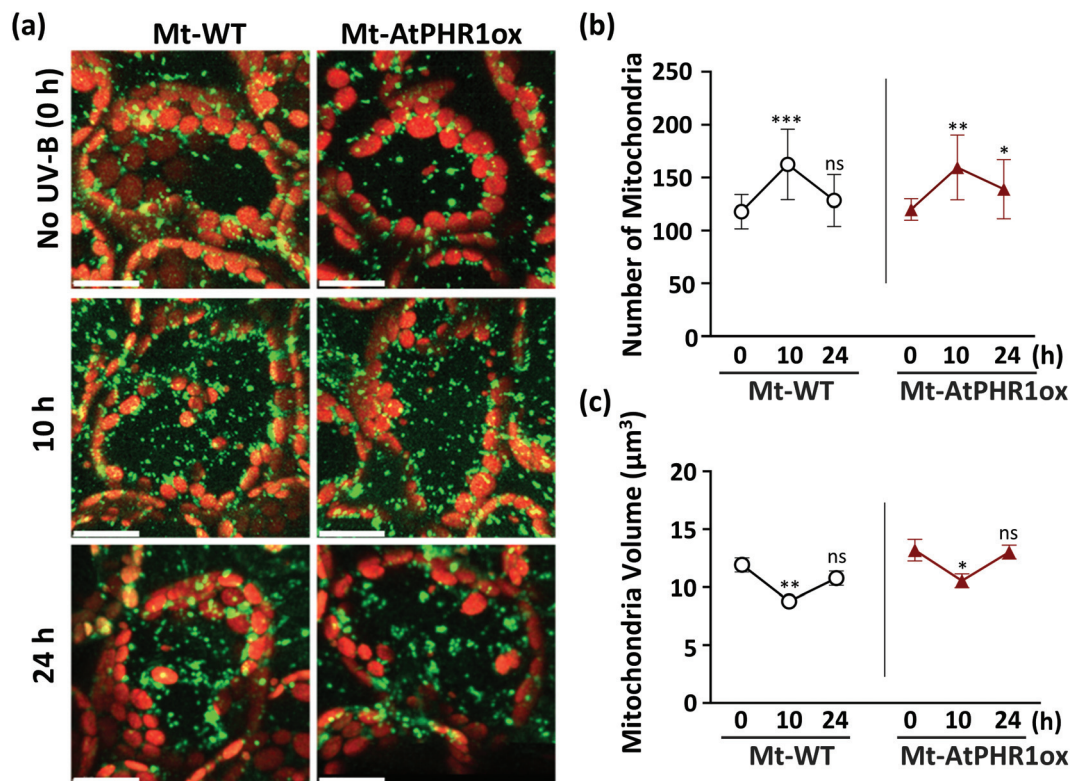 (a)
Mt-WT Mt-AtPHR1ox
No UV-B (0 h)
10 h
24 h
(b)
Number of Mitochondria
250
200
150
100
50
0
***
ns
**
*
0 10 24 0 10 24 (h)
Mt-WT Mt-AtPHR1ox
(c)
Mitochondria Volume (μm³)
20
15
10
5
0
**
ns
*
ns
0 10 24 0 10 24 (h)
Mt-WT Mt-AtPHR1ox